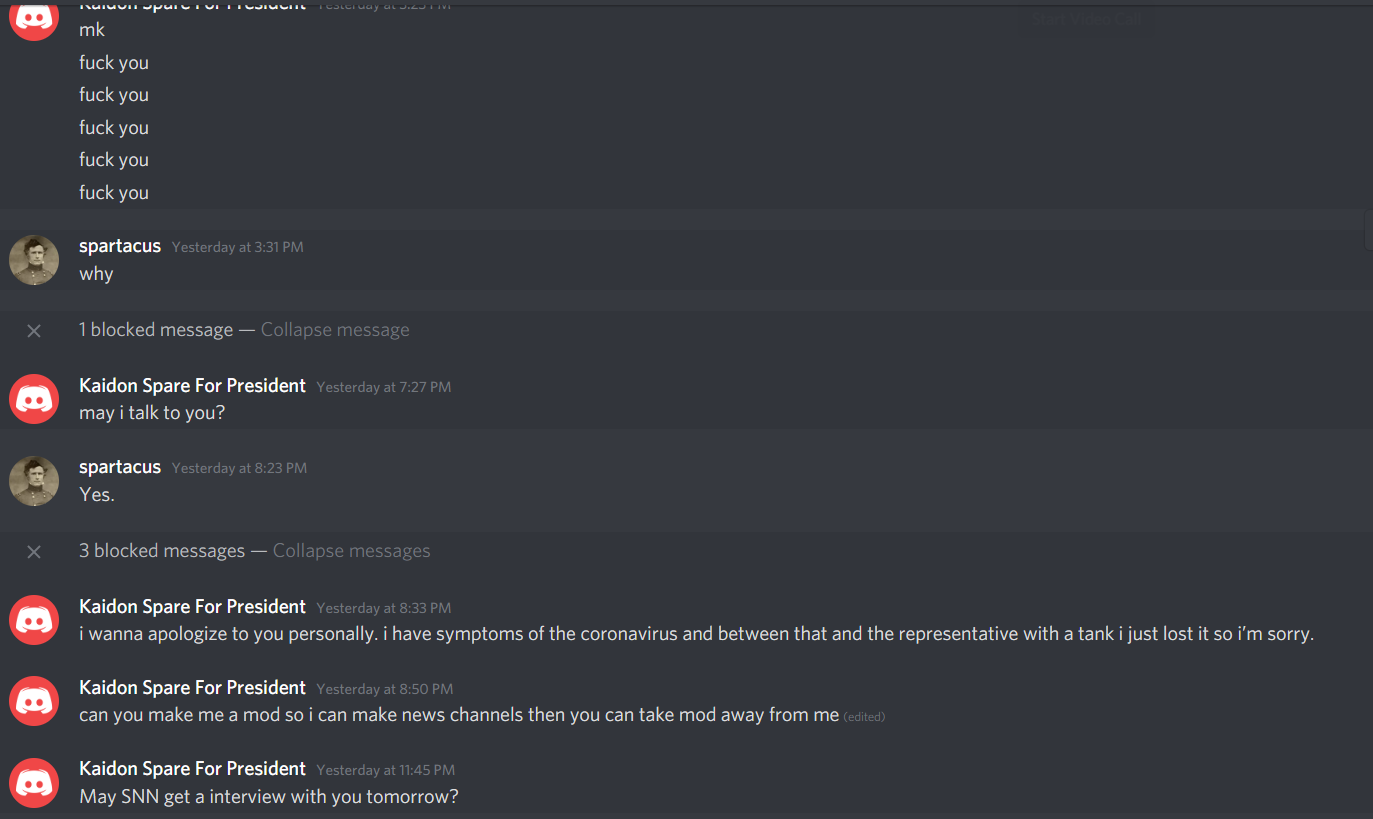 Kaidon Spare For President Yesterday at 3:25 PM
mk
fuck you
fuck you
fuck you
fuck you
fuck you
Start Video Call
spartacus Yesterday at 3:31 PM
why
1 blocked message — Collapse message
Kaidon Spare For President Yesterday at 7:27 PM
may i talk to you?
spartacus Yesterday at 8:23 PM
Yes.
3 blocked messages — Collapse messages
Kaidon Spare For President Yesterday at 8:33 PM
i wanna apologize to you personally. i have symptoms of the coronavirus and between that and the representative with a tank i just lost it so i’m sorry.
Kaidon Spare For President Yesterday at 8:50 PM
can you make me a mod so i can make news channels then you can take mod away from me (edited)
Kaidon Spare For President Yesterday at 11:45 PM
May SNN get a interview with you tomorrow?